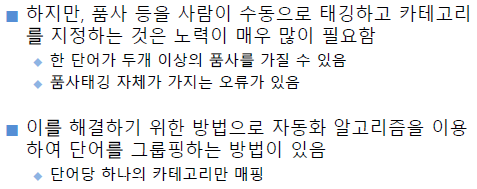 하지만, 품사 등을 사람이 수동으로 태깅하고 카테고리
를 지정하는 것은 노력이 매우 많이 필요함
한 단어가 두개 이상의 품사를 가질 수 있음
품사태깅 자체가 가지는 오류가 있음
이를 해결하기 위한 방법으로 자동화 알고리즘을 이용
하여 단어를 그룹핑하는 방법이 있음
단어당 하나의 카테고리만 매핑